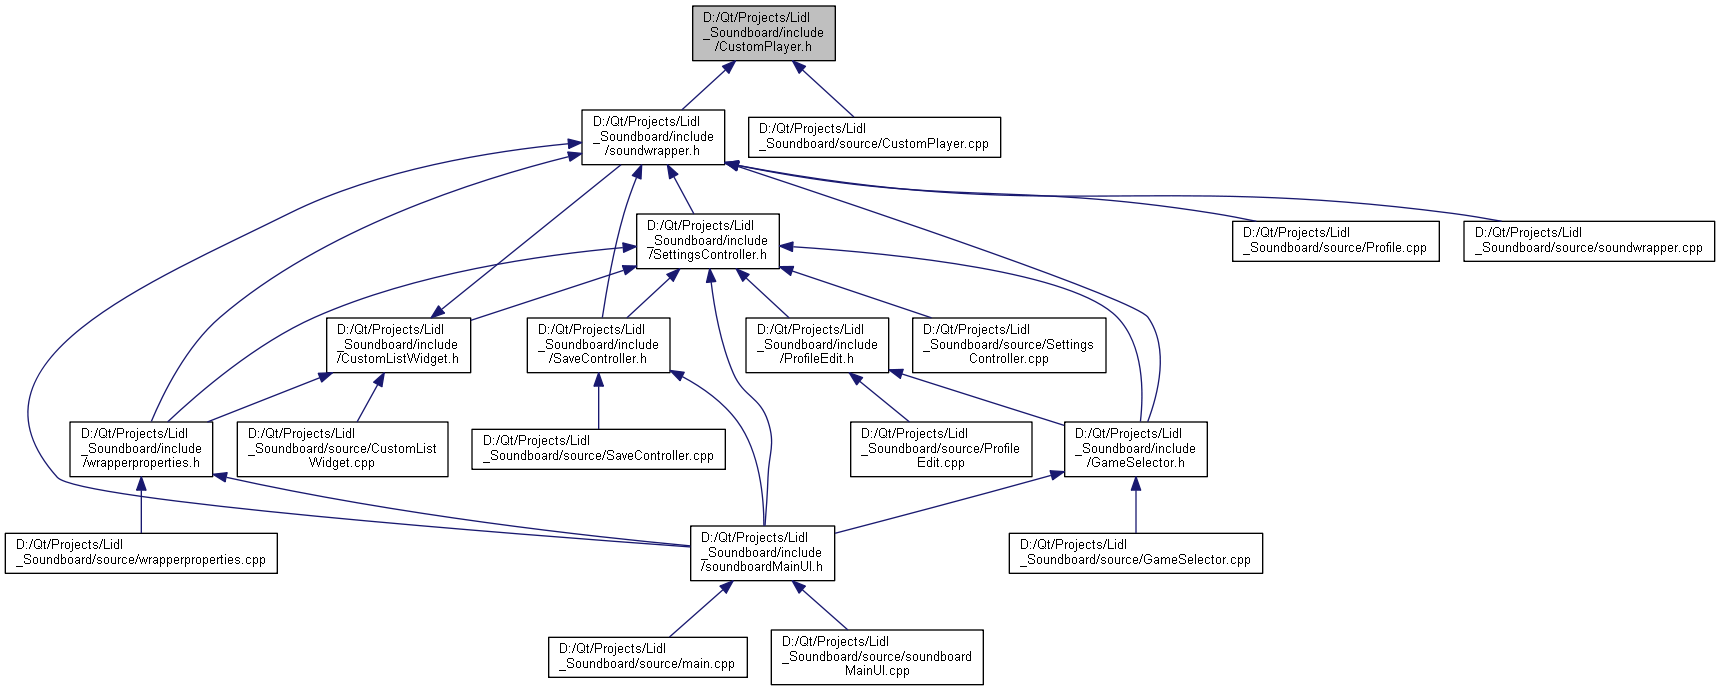 D:/Qt/Projects/Lidl
_Soundboard/include
/CustomPlayer.h
D:/Qt/Projects/Lidl
_Soundboard/include
/soundwrapper.h
D:/Qt/Projects/Lidl
_Soundboard/source/CustomPlayer.cpp
D:/Qt/Projects/Lidl
_Soundboard/include
/SettingsController.h
D:/Qt/Projects/Lidl
_Soundboard/source/Profile.cpp
D:/Qt/Projects/Lidl
_Soundboard/source/soundwrapper.cpp
D:/Qt/Projects/Lidl
_Soundboard/include
/CustomListWidget.h
D:/Qt/Projects/Lidl
_Soundboard/include
/SaveController.h
D:/Qt/Projects/Lidl
_Soundboard/include
/ProfileEdit.h
D:/Qt/Projects/Lidl
_Soundboard/source/Settings
Controller.cpp
D:/Qt/Projects/Lidl
_Soundboard/include
/wrapperproperties.h
D:/Qt/Projects/Lidl
_Soundboard/source/CustomList
Widget.cpp
D:/Qt/Projects/Lidl
_Soundboard/source/SaveController.cpp
D:/Qt/Projects/Lidl
_Soundboard/source/Profile
Edit.cpp
D:/Qt/Projects/Lidl
_Soundboard/include
/GameSelector.h
D:/Qt/Projects/Lidl
_Soundboard/source/wrapperproperties.cpp
D:/Qt/Projects/Lidl
_Soundboard/include
/soundboardMainUI.h
D:/Qt/Projects/Lidl
_Soundboard/source/GameSelector.cpp
D:/Qt/Projects/Lidl
_Soundboard/source/main.cpp
D:/Qt/Projects/Lidl
_Soundboard/source/soundboard
MainUI.cpp